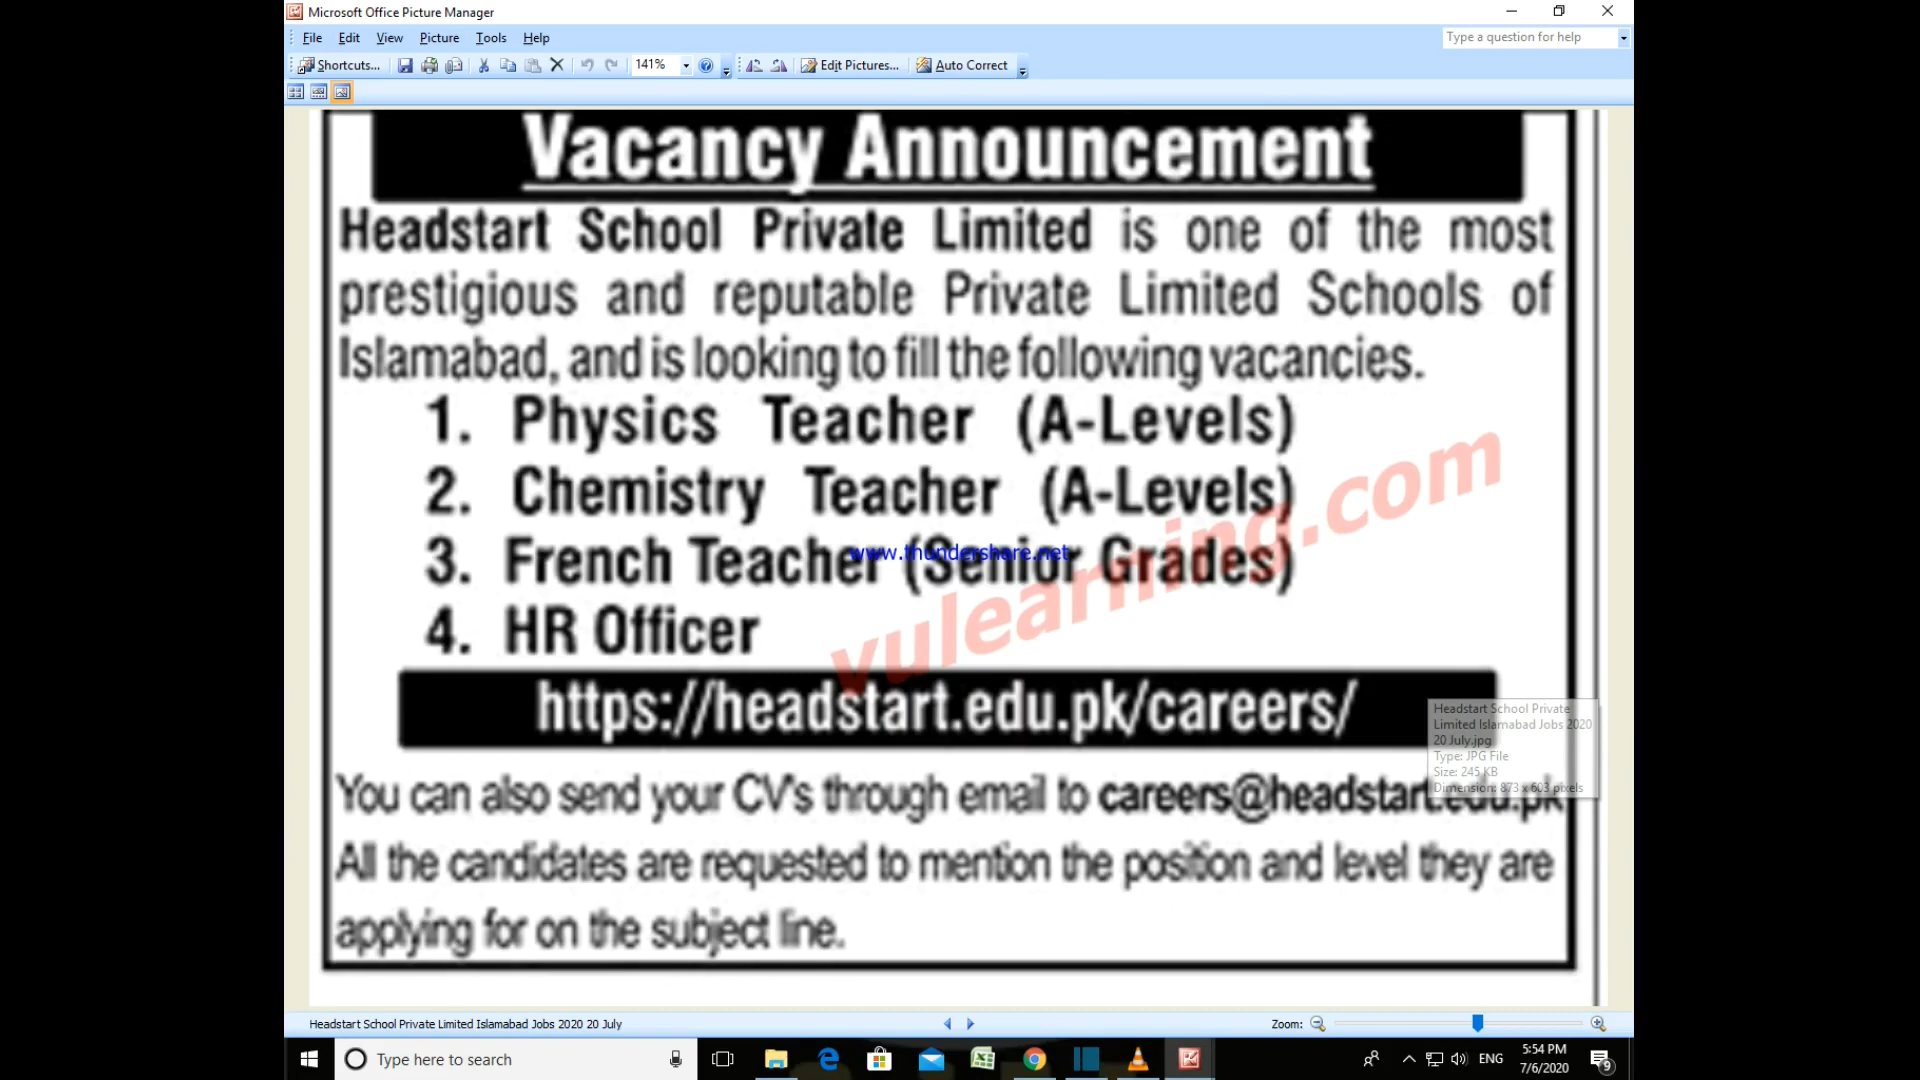 Microsoft Office Picture Manager
File Edit View Picture Tools Help
Type a question for help
Shortcuts... 141% Edit Pictures... Auto Correct
Vacancy Announcement
Headstart School Private Limited is one of the most
prestigious and reputable Private Limited Schools of
Islamabad, and is looking to fill the following vacancies.
1. Physics Teacher (A-Levels)
2. Chemistry Teacher (A-Levels)
3. French Teacher (Senior Grades)
www.thundershare.net
4. HR Officer
vulearning.com
https://headstart.edu.pk/careers/
Headstart School Private
Limited Islamabad Jobs 2020
20 July.jpg
Type: JPG File
Size: 245 KB
Dimension: 873 x 603 pixels
You can also send your CV's through email to careers@headstart.edu.pk
All the candidates are requested to mention the position and level they are
applying for on the subject line.
Headstart School Private Limited Islamabad Jobs 2020 20 July
Zoom:
Type here to search
ENG
5:54 PM
7/6/2020
9